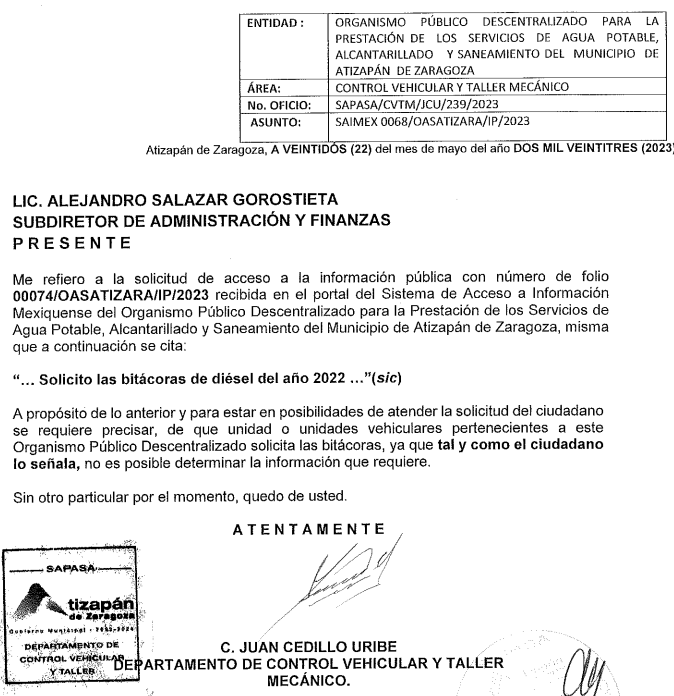 ENTIDAD :
ORGANISMO PÚBLICO DESCENTRALIZADO PARA LA
PRESTACIÓN DE LOS SERVICIOS DE AGUA POTABLE,
ALCANTARILLADO Y SANEAMIENTO DEL MUNICIPIO DE
ATIZAPÁN DE ZARAGOZA
ÁREA: CONTROL VEHICULAR Y TALLER MECÁNICO
No. OFICIO: SAPASA/CVTM/JCU/239/2023
ASUNTO: SAIMEX 0068/OASATIZARA/IP/2023
Atizapán de Zaragoza, A VEINTIDÓS (22) del mes de mayo del año DOS MIL VEINTITRES (2023)
LIC. ALEJANDRO SALAZAR GOROSTIETA
SUBDIRETOR DE ADMINISTRACIÓN Y FINANZAS
P R E S E N T E
Me refiero a la solicitud de acceso a la información pública con número de folio
00074/OASATIZARA/IP/2023 recibida en el portal del Sistema de Acceso a Información
Mexiquense del Organismo Público Descentralizado para la Prestación de los Servicios de
Agua Potable, Alcantarillado y Saneamiento del Municipio de Atizapán de Zaragoza, misma
que a continuación se cita:
“... Solicito las bitácoras de diésel del año 2022 ...”(sic)
A propósito de lo anterior y para estar en posibilidades de atender la solicitud del ciudadano
se requiere precisar, de que unidad o unidades vehiculares pertenecientes a este
Organismo Público Descentralizado solicita las bitácoras, ya que tal y como el ciudadano
lo señala, no es posible determinar la información que requiere.
Sin otro particular por el momento, quedo de usted.
A T E N T A M E N T E
SAPASA
tizapán
de Zaragoza
Gobierno Municipal · 2022-2024
DEPARTAMENTO DE
CONTROL VEHICULAR
Y TALLER
C. JUAN CEDILLO URIBE
DEPARTAMENTO DE CONTROL VEHICULAR Y TALLER
MECÁNICO.